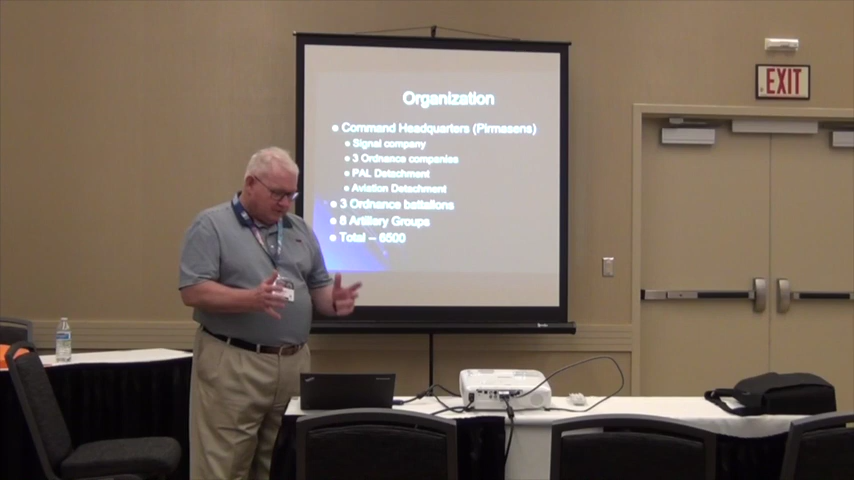 Organization
Command Headquarters (Pirmasens)
Signal company
3 Ordnance companies
PAL Detachment
Aviation Detachment
3 Ordnance battalions
8 Artillery Groups
Total – 6500
EXIT